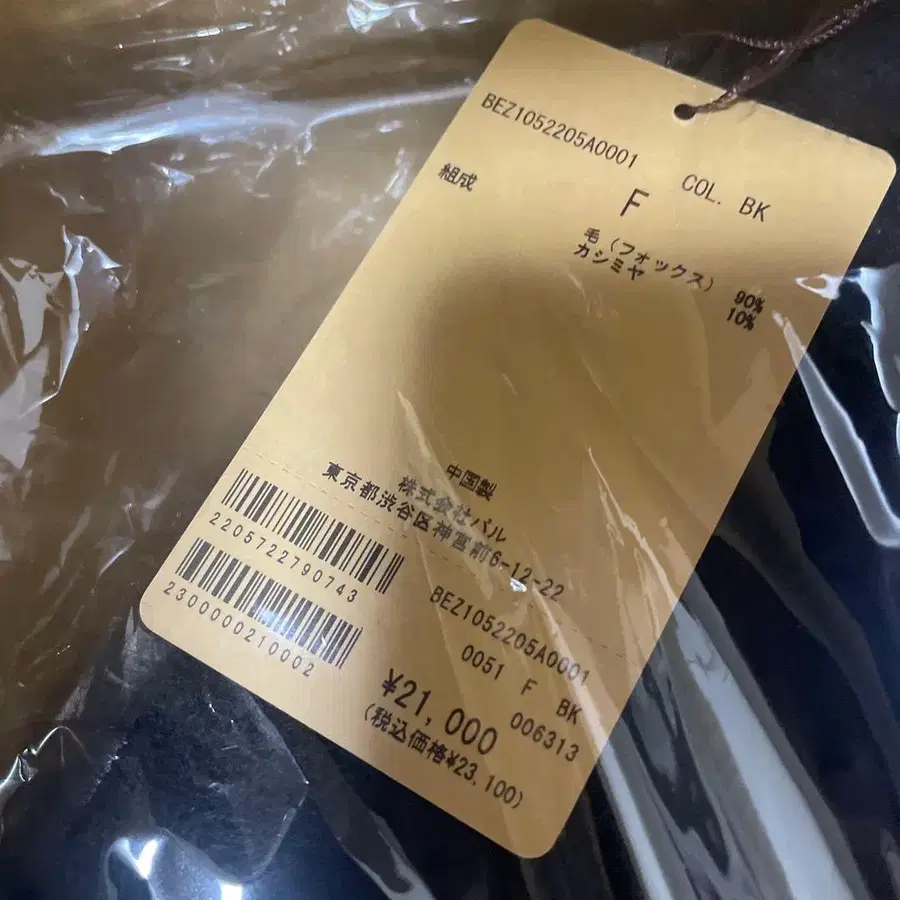 BEZ1052205A0001
COL. BK
組成
F
毛(フォックス) 90%
カシミヤ 10%
中国製
株式会社パル
東京都渋谷区神宮前6-12-22
2205722790743
2300000210002
BEZ1052205A0001
0051 F BK
006313
¥21,000
(税込価格¥23,100)